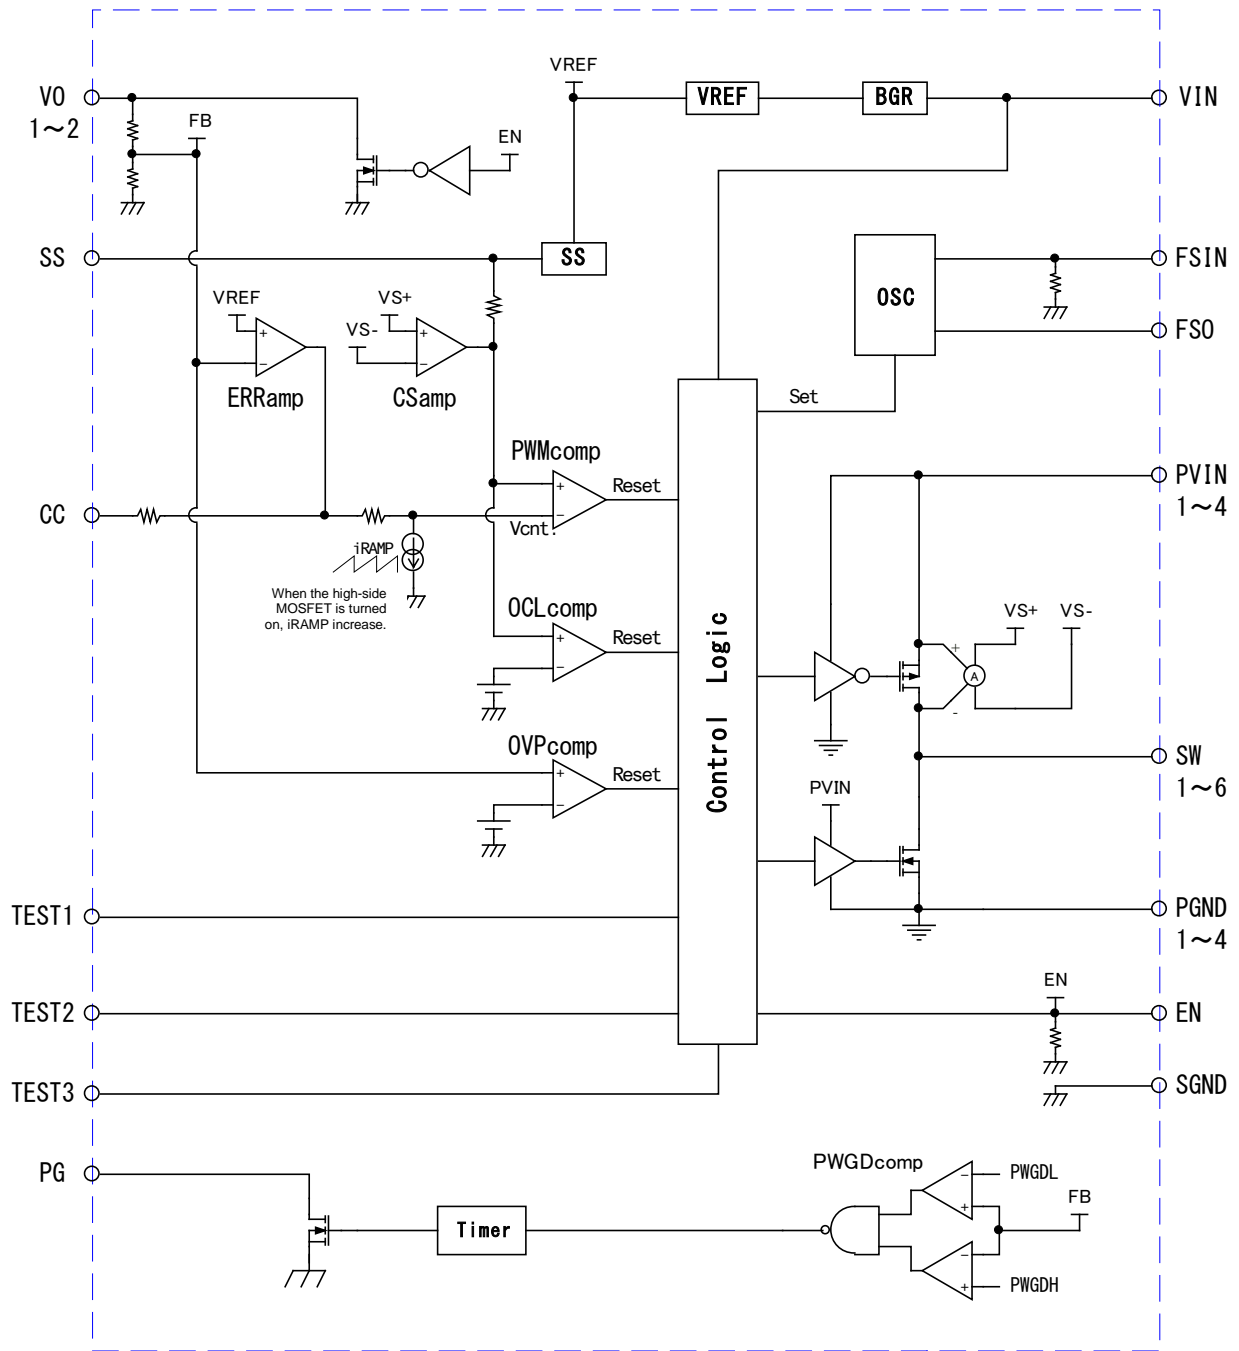 VREF
VO
1～2
FB
EN
VREF
BGR
VIN
SS
SS
OSC
FSIN
FSO
VREF
+
−
ERRamp
VS+
VS-
+
−
CSamp
Set
PWMcomp
+
−
Reset
Vcnt.
CC
iRAMP
When the high-side
MOSFET is turned
on, iRAMP increase.
PVIN
1～4
OCLcomp
+
−
Reset
Control Logic
VS+
VS-
+
A
-
OVPcomp
+
−
Reset
SW
1～6
PVIN
TEST1
PGND
1～4
TEST2
EN
EN
TEST3
SGND
PG
Timer
PWGDcomp
−
+
PWGDL
FB
−
+
PWGDH